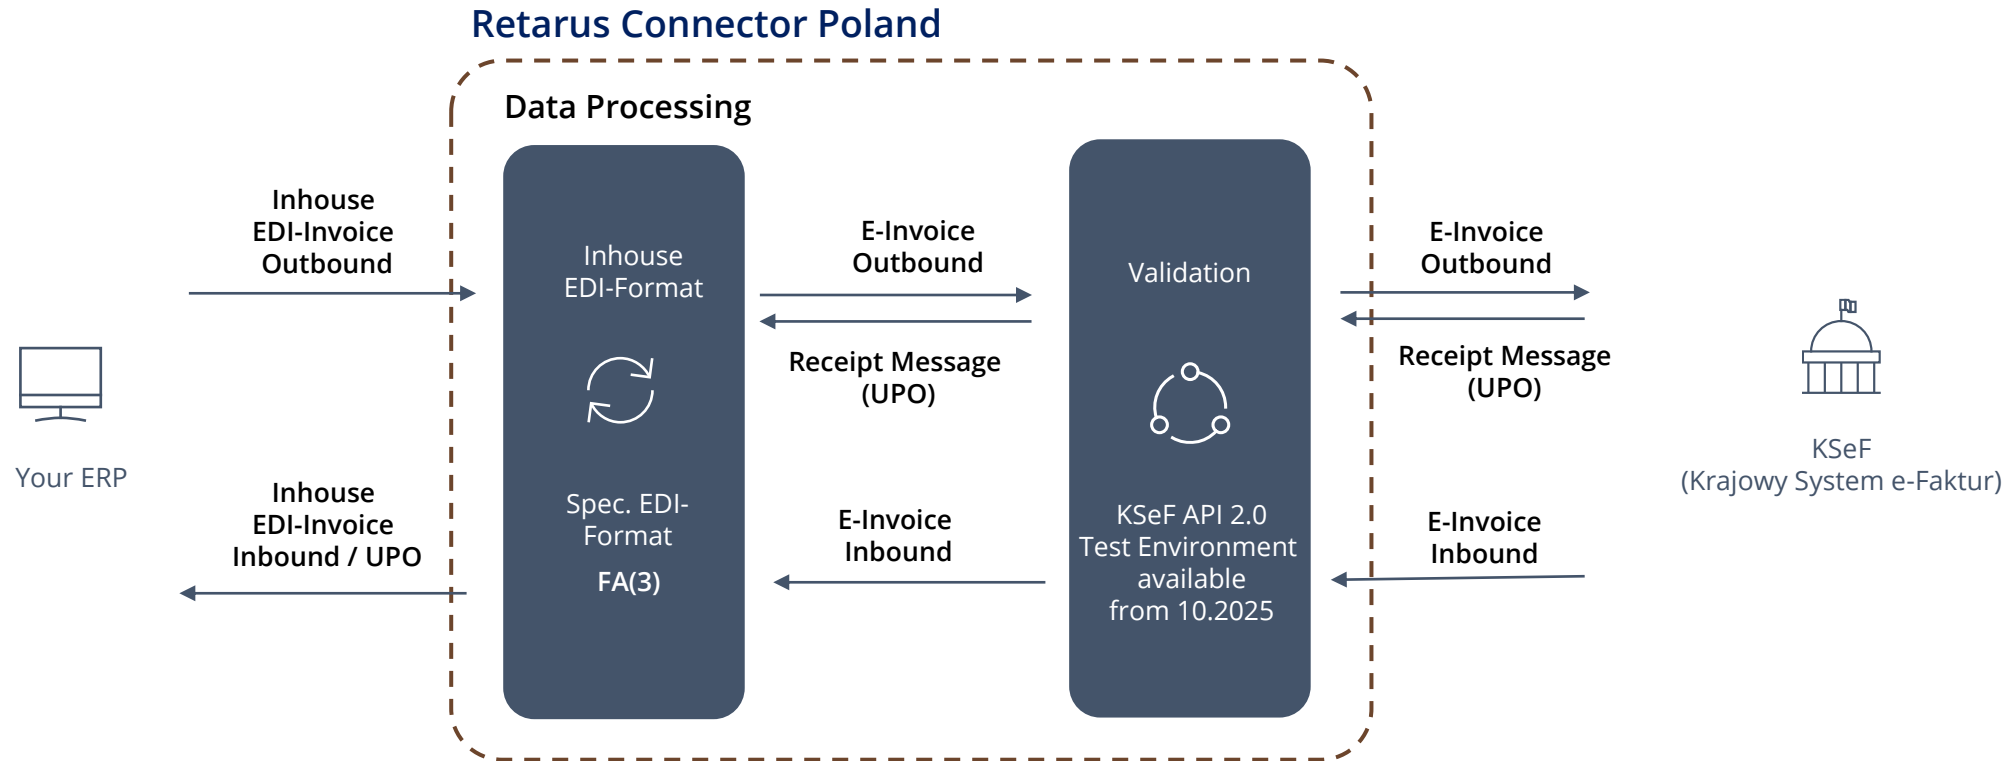 Retarus Connector Poland
Data Processing
Inhouse
EDI-Invoice
Outbound
Your ERP
Inhouse
EDI-Invoice
Inbound / UPO
Inhouse
EDI-Format
Spec. EDI-
Format
FA(3)
E-Invoice
Outbound
Receipt Message
(UPO)
E-Invoice
Inbound
Validation
KSeF API 2.0
Test Environment
available
from 10.2025
E-Invoice
Outbound
Receipt Message
(UPO)
E-Invoice
Inbound
KSeF
(Krajowy System e-Faktur)